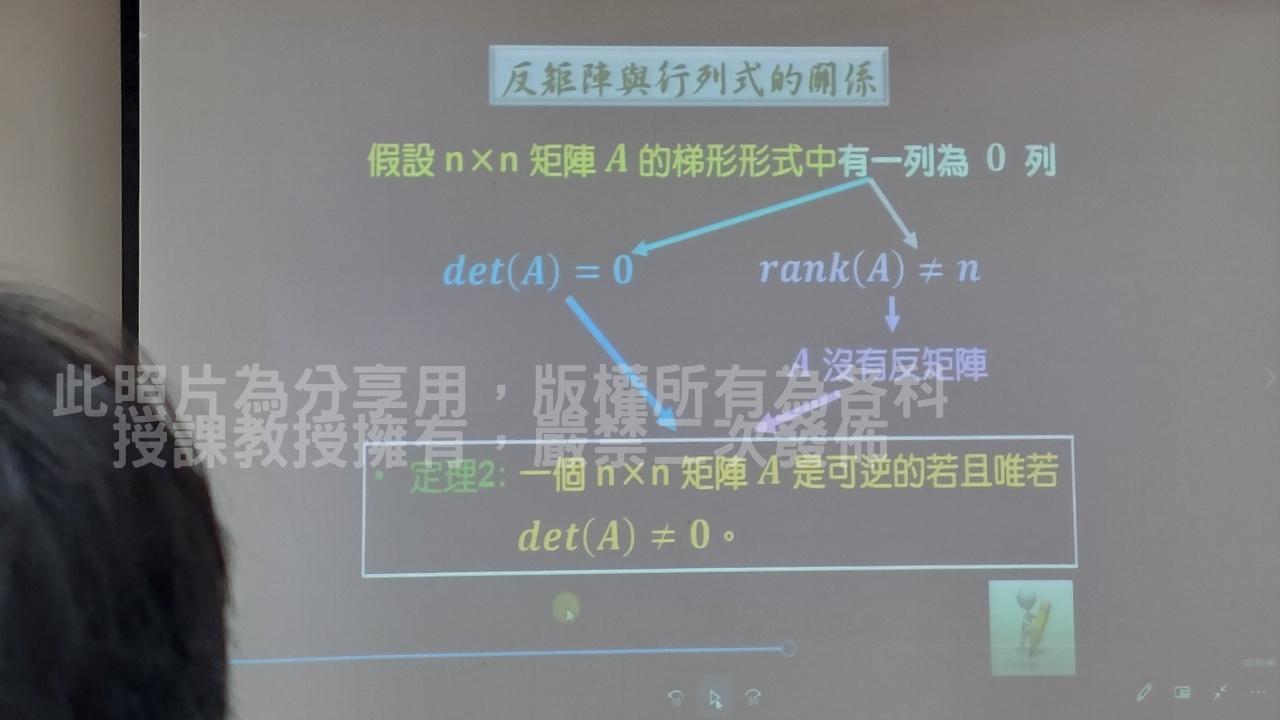 反矩陣與行列式的關係
假設 n×n 矩陣 A 的梯形形式中有一列為 0 列
det(A) = 0
rank(A) ≠ n
A 沒有反矩陣
此照片為分享用，版權所有為各科
授課教授擁有，嚴禁二次發佈
• 定理2: 一個 n×n 矩陣 A 是可逆的若且唯若
det(A) ≠ 0。
00:10:46
10
30